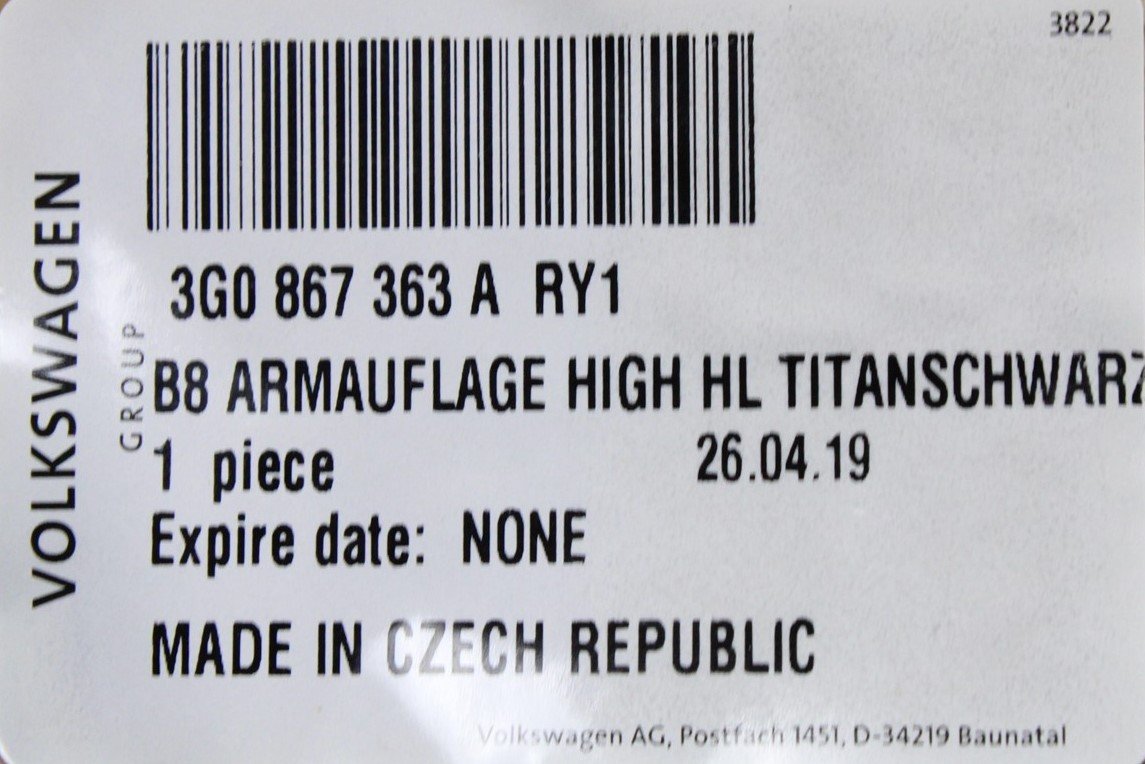 3822
VOLKSWAGEN
GROUP
3G0 867 363 A RY1
B8 ARMAUFLAGE HIGH HL TITANSCHWARZ
1 piece 26.04.19
Expire date: NONE
MADE IN CZECH REPUBLIC
Volkswagen AG, Postfach 1451, D-34219 Baunatal